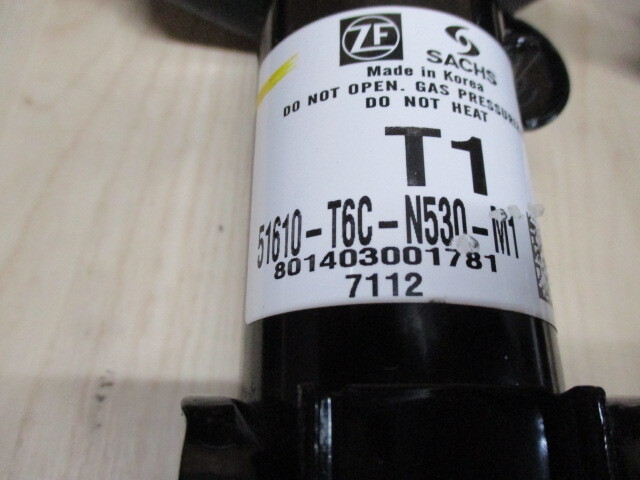 ZF SACHS
Made in Korea
DO NOT OPEN. GAS PRESSURE
DO NOT HEAT
T1
51610-T6C-N530-M1
801403001781
7112